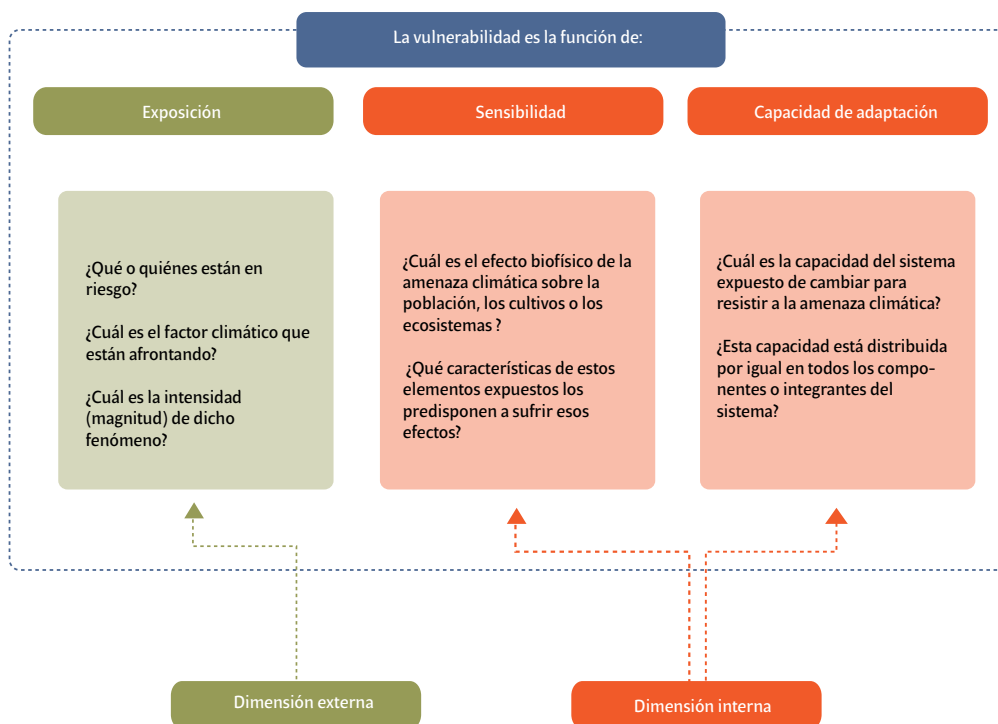 La vulnerabilidad es la función de:
Exposición
Sensibilidad
Capacidad de adaptación
¿Qué o quiénes están en
riesgo?
¿Cuál es el factor climático que
están afrontando?
¿Cuál es la intensidad
(magnitud) de dicho
fenómeno?
¿Cuál es el efecto biofísico de la
amenaza climática sobre la
población, los cultivos o los
ecosistemas ?
¿Qué características de estos
elementos expuestos los
predisponen a sufrir esos
efectos?
¿Cuál es la capacidad del sistema
expuesto de cambiar para
resistir a la amenaza climática?
¿Esta capacidad está distribuida
por igual en todos los compo-
nentes o integrantes del
sistema?
Dimensión externa
Dimensión interna